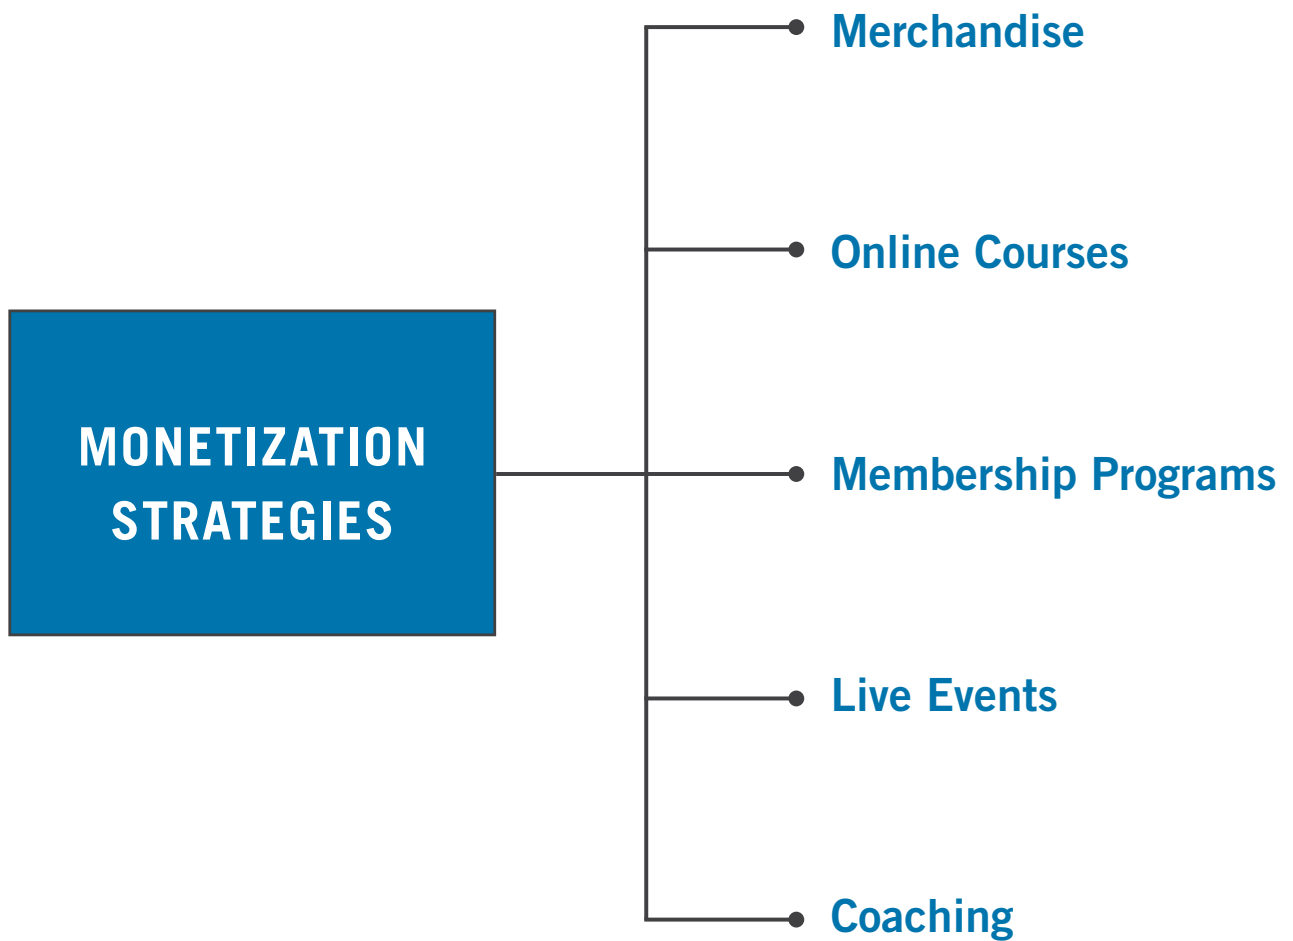 MONETIZATION
STRATEGIES
Merchandise
Online Courses
Membership Programs
Live Events
Coaching